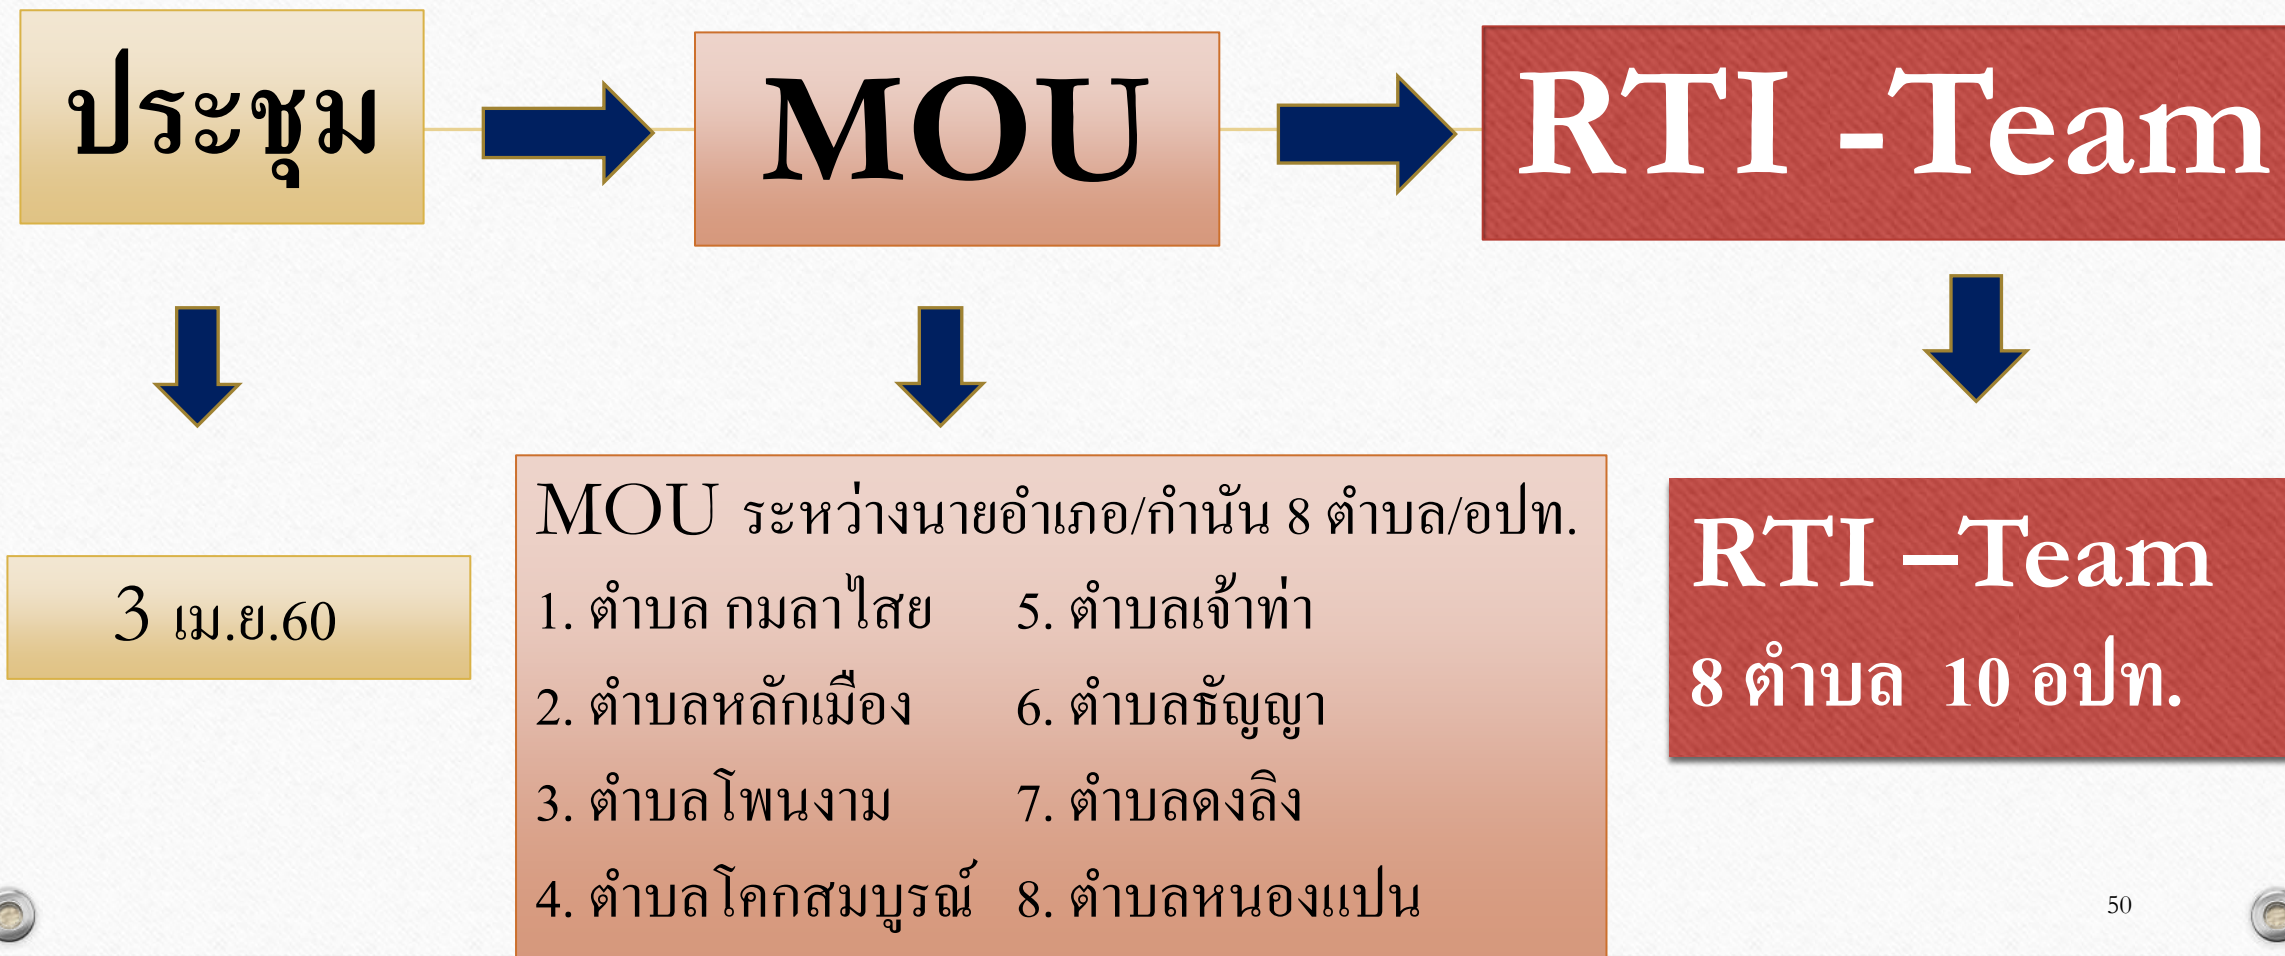 ประชุม
MOU
RTI -Team
3 เม.ย.60
MOU ระหว่างนายอำเภอ/กำนัน 8 ตำบล/อปท.
1. ตำบล กมลาไสย 5. ตำบลเจ้าท่า
2. ตำบลหลักเมือง 6. ตำบลธัญญา
3. ตำบลโพนงาม 7. ตำบลดงลิง
4. ตำบลโคกสมบูรณ์ 8. ตำบลหนองแปน
RTI –Team
8 ตำบล 10 อปท.
50